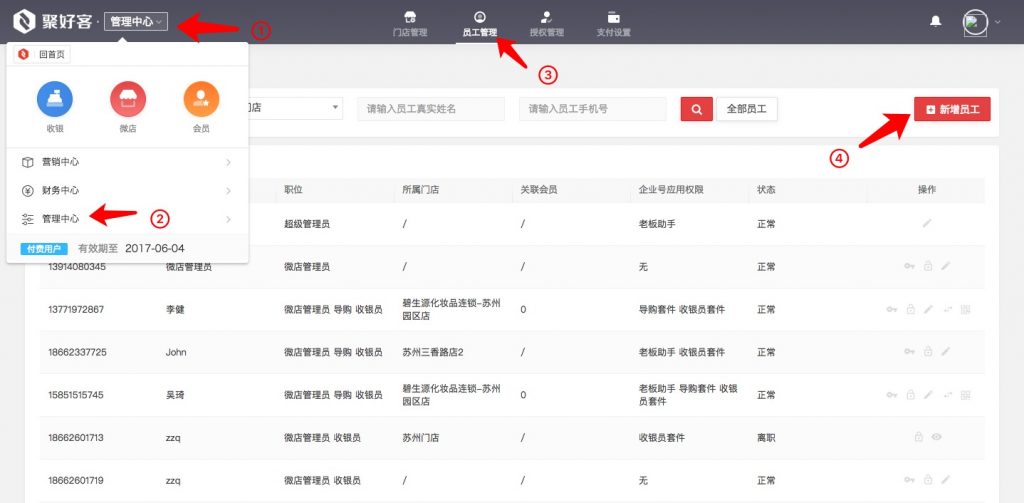 聚好客· 管理中心 ①
门店管理 员工管理 授权管理 支付设置
③
回首页
收银 微店 会员
门店 请输入员工真实姓名 请输入员工手机号 全部员工 新增员工
④
营销中心
财务中心
管理中心 ②
付费用户 有效期至 2017-06-04
职位 所属门店 关联会员 企业号应用权限 状态 操作
超级管理员 / / 老板助手 正常
13914080345 微店管理员 微店管理员 / / 无 正常
13771972867 李健 微店管理员 导购 收银员 碧生源化妆品连锁-苏州 0 导购套件 收银员套件 正常
园区店
18662337725 John 微店管理员 导购 收银员 苏州三香路店2 / 老板助手 收银员套件 正常
15851515745 吴琦 微店管理员 导购 收银员 碧生源化妆品连锁-苏州 0 老板助手 导购套件 收银 正常
园区店 员套件
18662601713 zzq 微店管理员 收银员 苏州门店 / 收银员套件 离职
18662601719 zzq 微店管理员 收银员 / / 无 正常